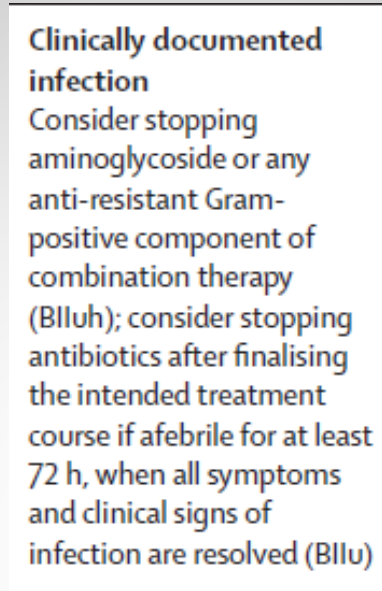 Clinically documented
infection
Consider stopping
aminoglycoside or any
anti-resistant Gram-
positive component of
combination therapy
(BIIuh); consider stopping
antibiotics after finalising
the intended treatment
course if afebrile for at least
72 h, when all symptoms
and clinical signs of
infection are resolved (BIIu)